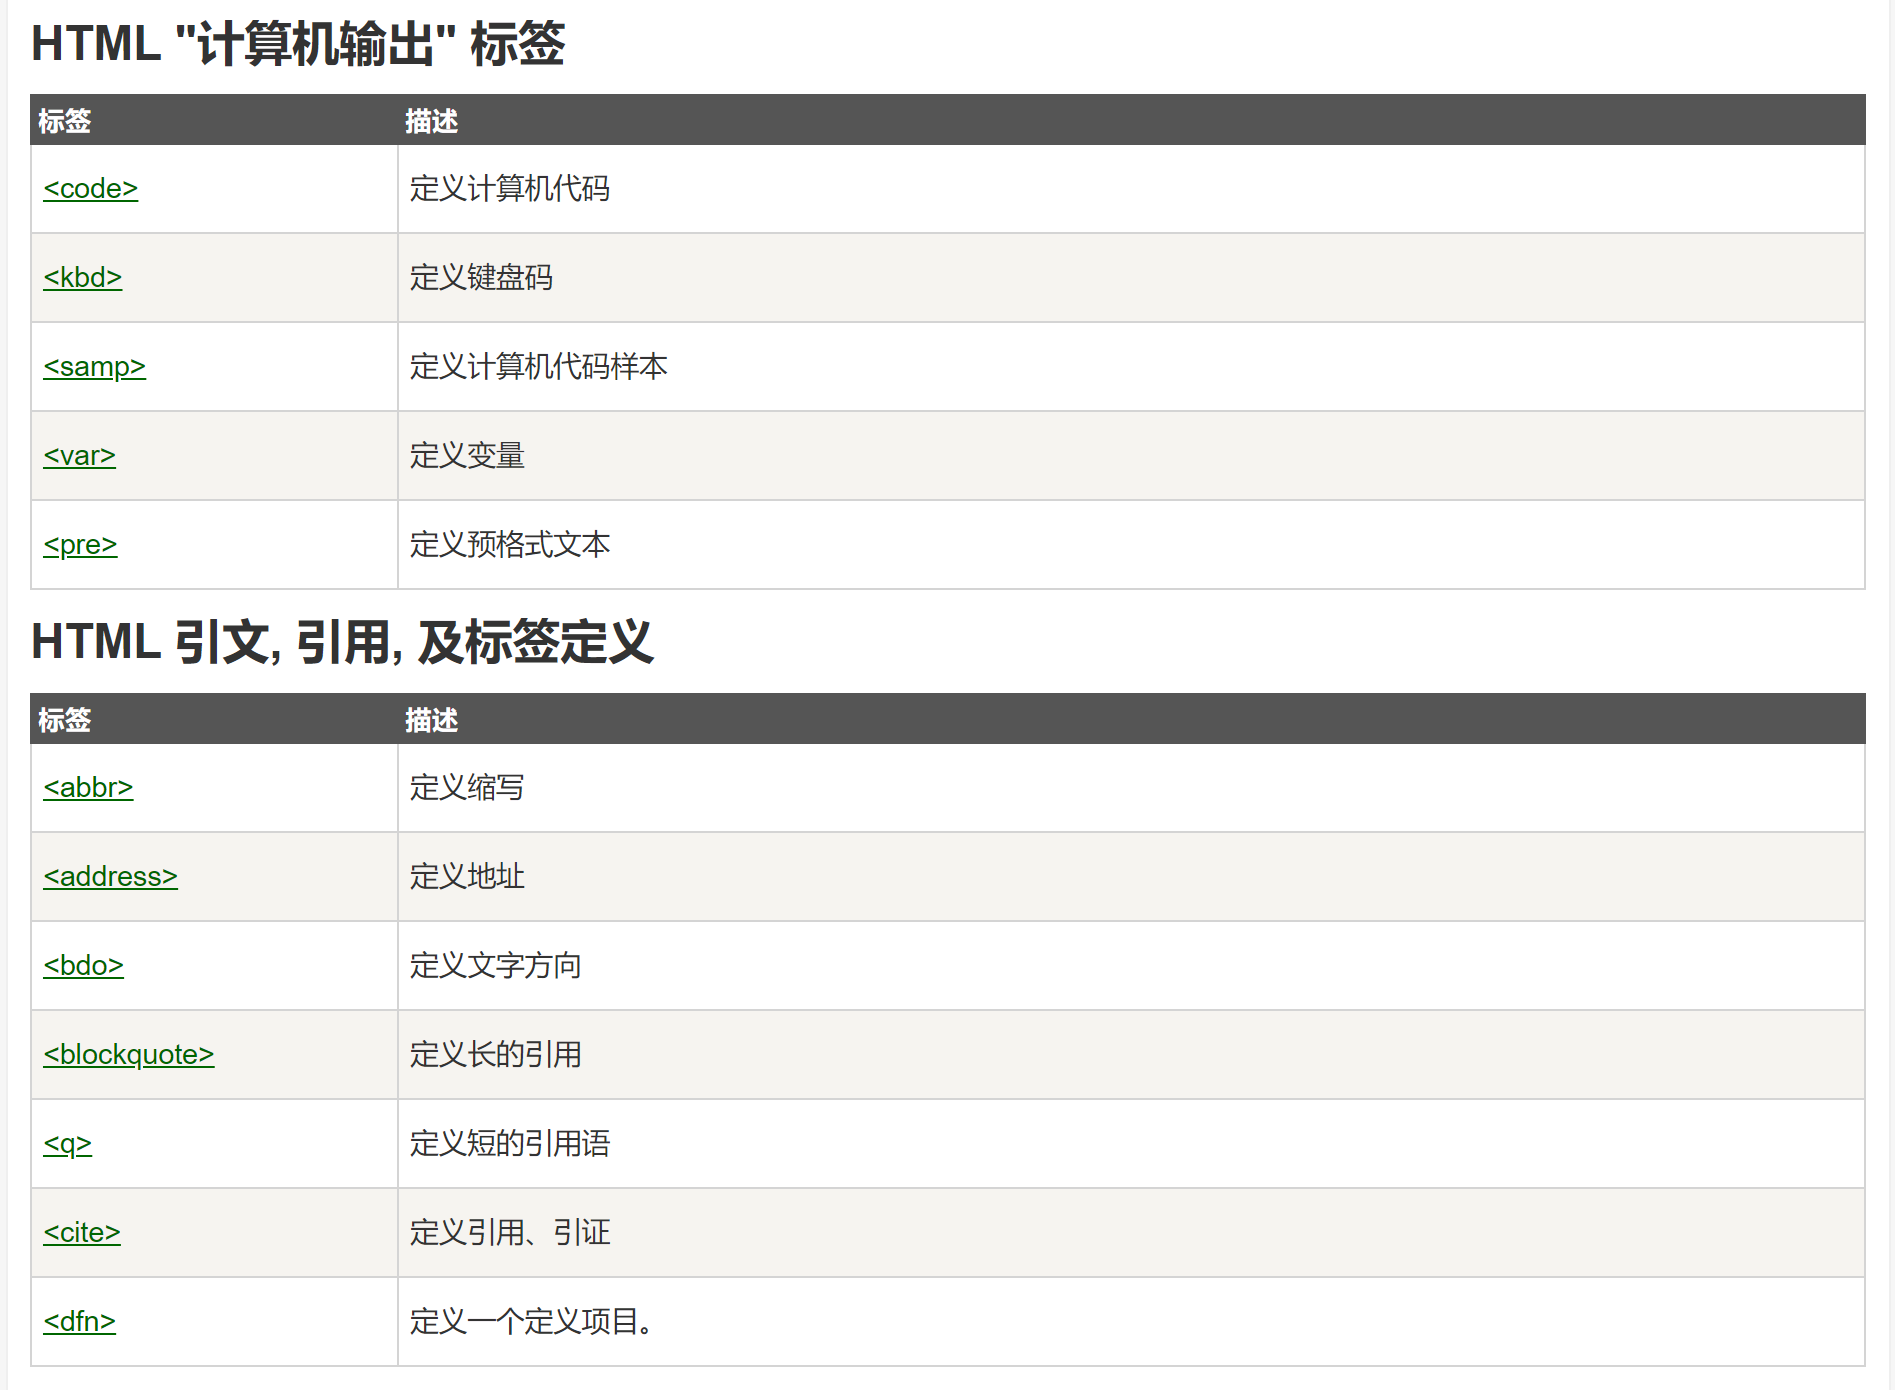 HTML "计算机输出" 标签
标签 描述
<code> 定义计算机代码
<kbd> 定义键盘码
<samp> 定义计算机代码样本
<var> 定义变量
<pre> 定义预格式文本
HTML 引文, 引用, 及标签定义
标签 描述
<abbr> 定义缩写
<address> 定义地址
<bdo> 定义文字方向
<blockquote> 定义长的引用
<q> 定义短的引用语
<cite> 定义引用、引证
<dfn> 定义一个定义项目。